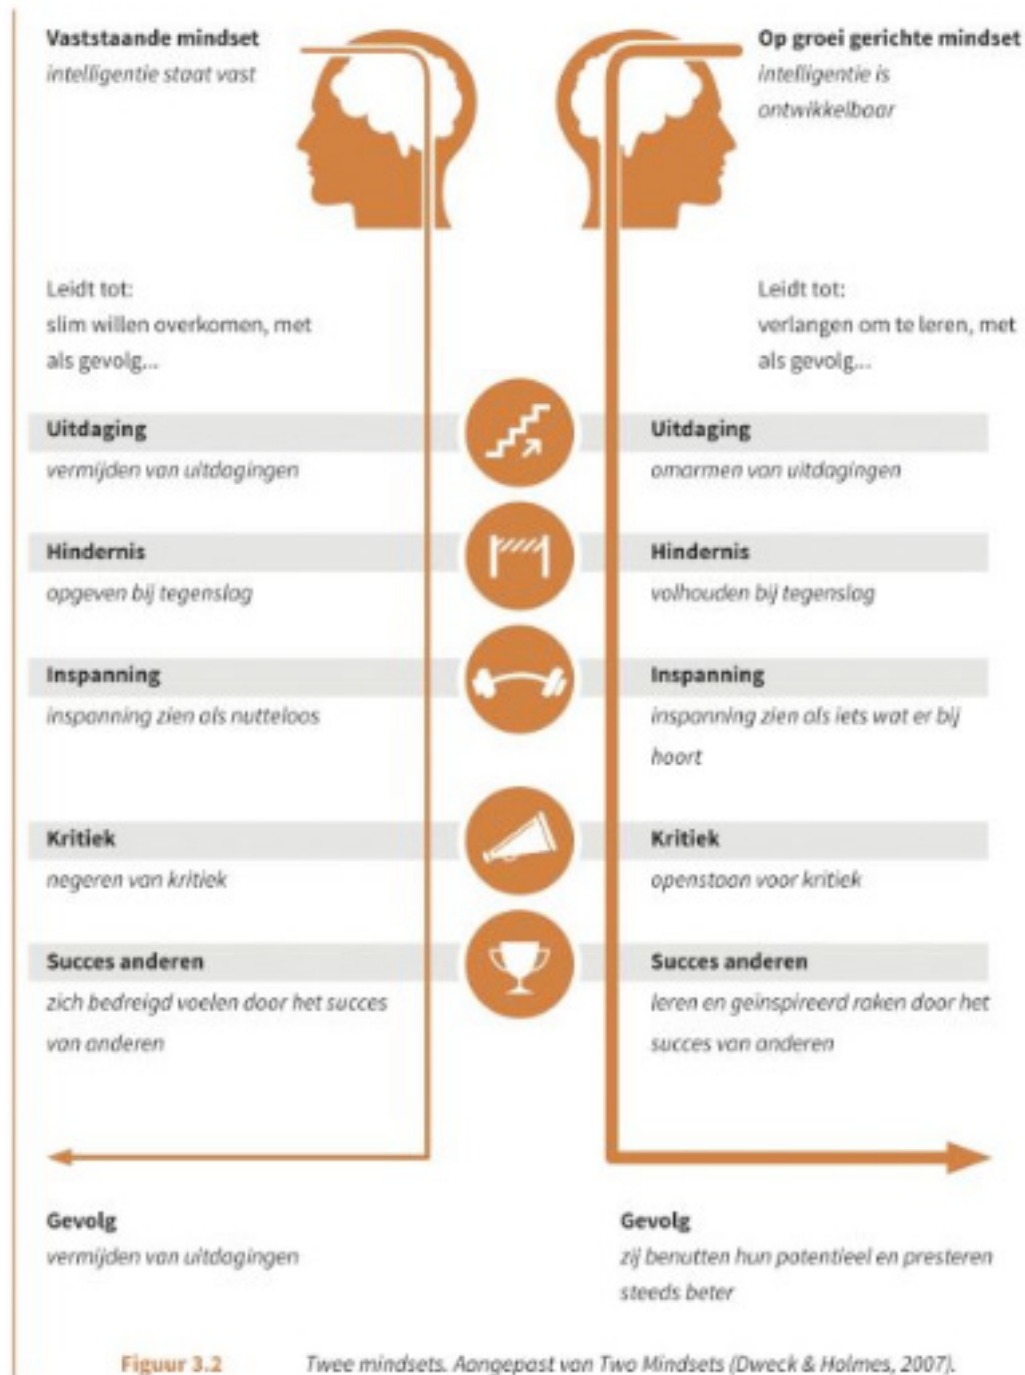 Vaststaande mindset
intelligentie staat vast
Op groei gerichte mindset
intelligentie is
ontwikkelbaar
Leidt tot:
slim willen overkomen, met
als gevolg...
Leidt tot:
verlangen om te leren, met
als gevolg...
Uitdaging
vermijden van uitdagingen
Uitdaging
omarmen van uitdagingen
Hindernis
opgeven bij tegenslag
Hindernis
volhouden bij tegenslag
Inspanning
inspanning zien als nutteloos
Inspanning
inspanning zien als iets wat er bij
hoort
Kritiek
negeren van kritiek
Kritiek
openstaan voor kritiek
Succes anderen
zich bedreigd voelen door het succes
van anderen
Succes anderen
leren en geïnspireerd raken door het
succes van anderen
Gevolg
vermijden van uitdagingen
Gevolg
zij benutten hun potentieel en presteren
steeds beter
Figuur 3.2 Twee mindsets. Aangepast van Two Mindsets (Dweck & Holmes, 2007).